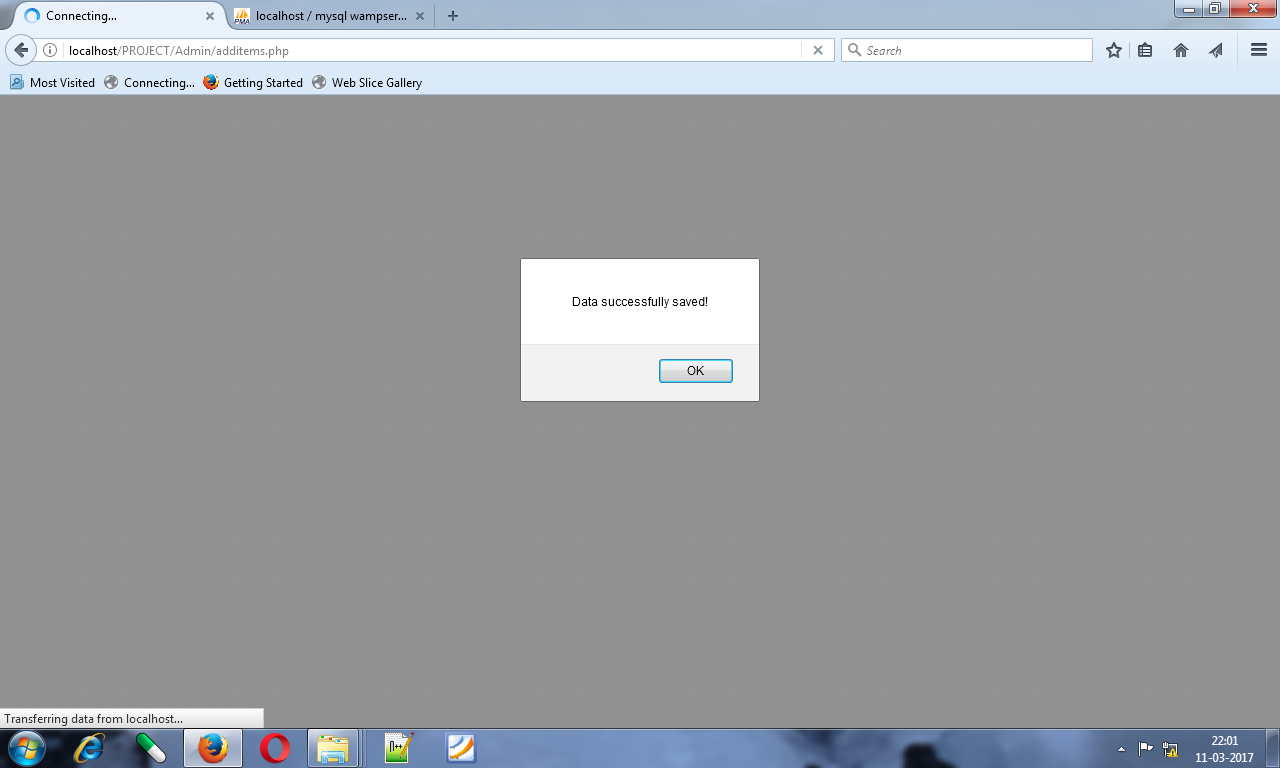 Connecting...
localhost / mysql wampser...
localhost/PROJECT/Admin/additems.php
Search
Most Visited
Connecting...
Getting Started
Web Slice Gallery
Data successfully saved!
OK
Transferring data from localhost...
22:01
11-03-2017